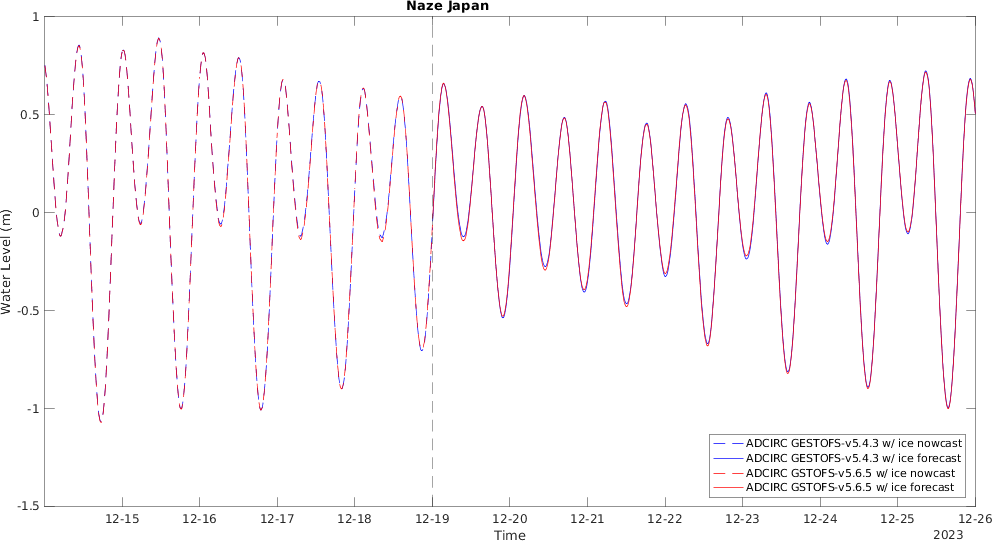 Naze Japan
1
0.5
0
-0.5
-1
-1.5
Water Level (m)
ADCIRC GESTOFS-v5.4.3 w/ ice nowcast
ADCIRC GESTOFS-v5.4.3 w/ ice forecast
ADCIRC GSTOFS-v5.6.5 w/ ice nowcast
ADCIRC GSTOFS-v5.6.5 w/ ice forecast
12-15 12-16 12-17 12-18 12-19 12-20 12-21 12-22 12-23 12-24 12-25 12-26
Time
2023